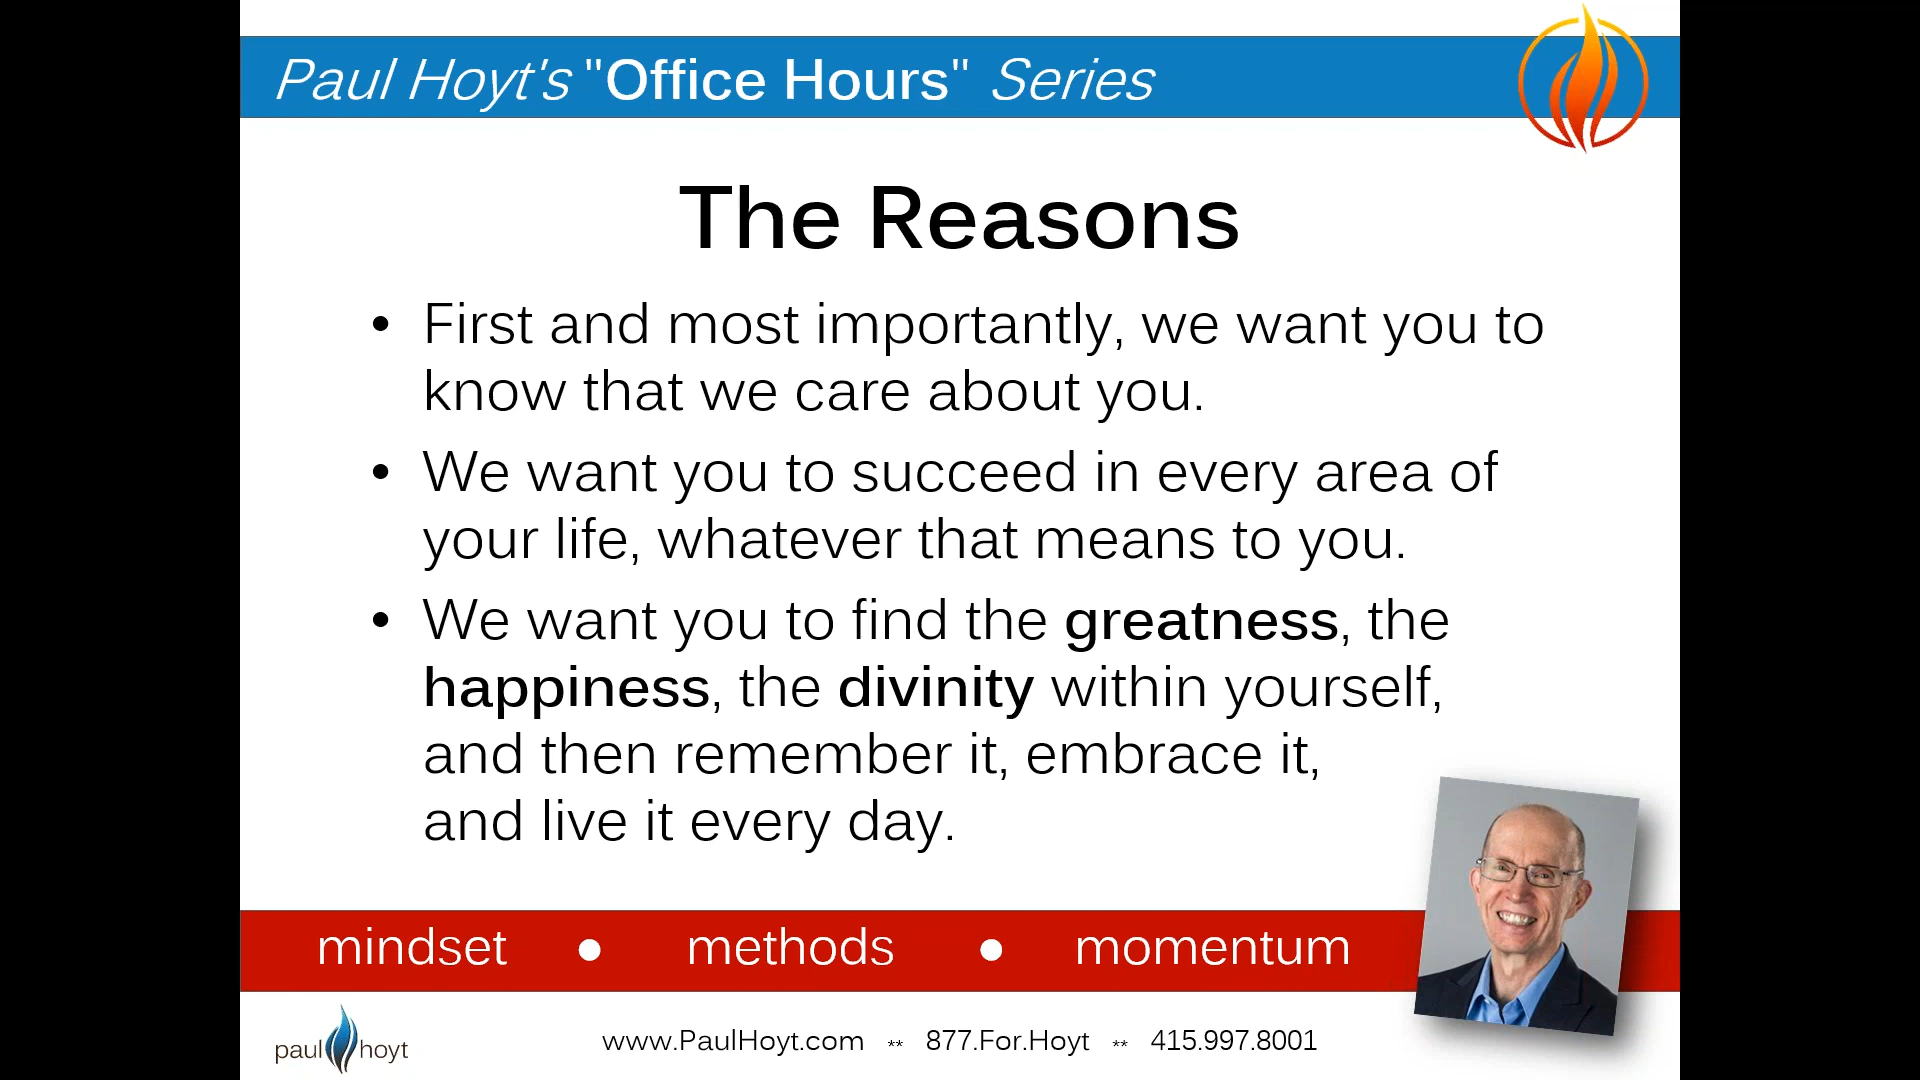 Paul Hoyt's "Office Hours" Series
The Reasons
• First and most importantly, we want you to
know that we care about you.
• We want you to succeed in every area of
your life, whatever that means to you.
• We want you to find the greatness, the
happiness, the divinity within yourself,
and then remember it, embrace it,
and live it every day.
mindset • methods • momentum
paul hoyt
www.PaulHoyt.com ** 877.For.Hoyt ** 415.997.8001